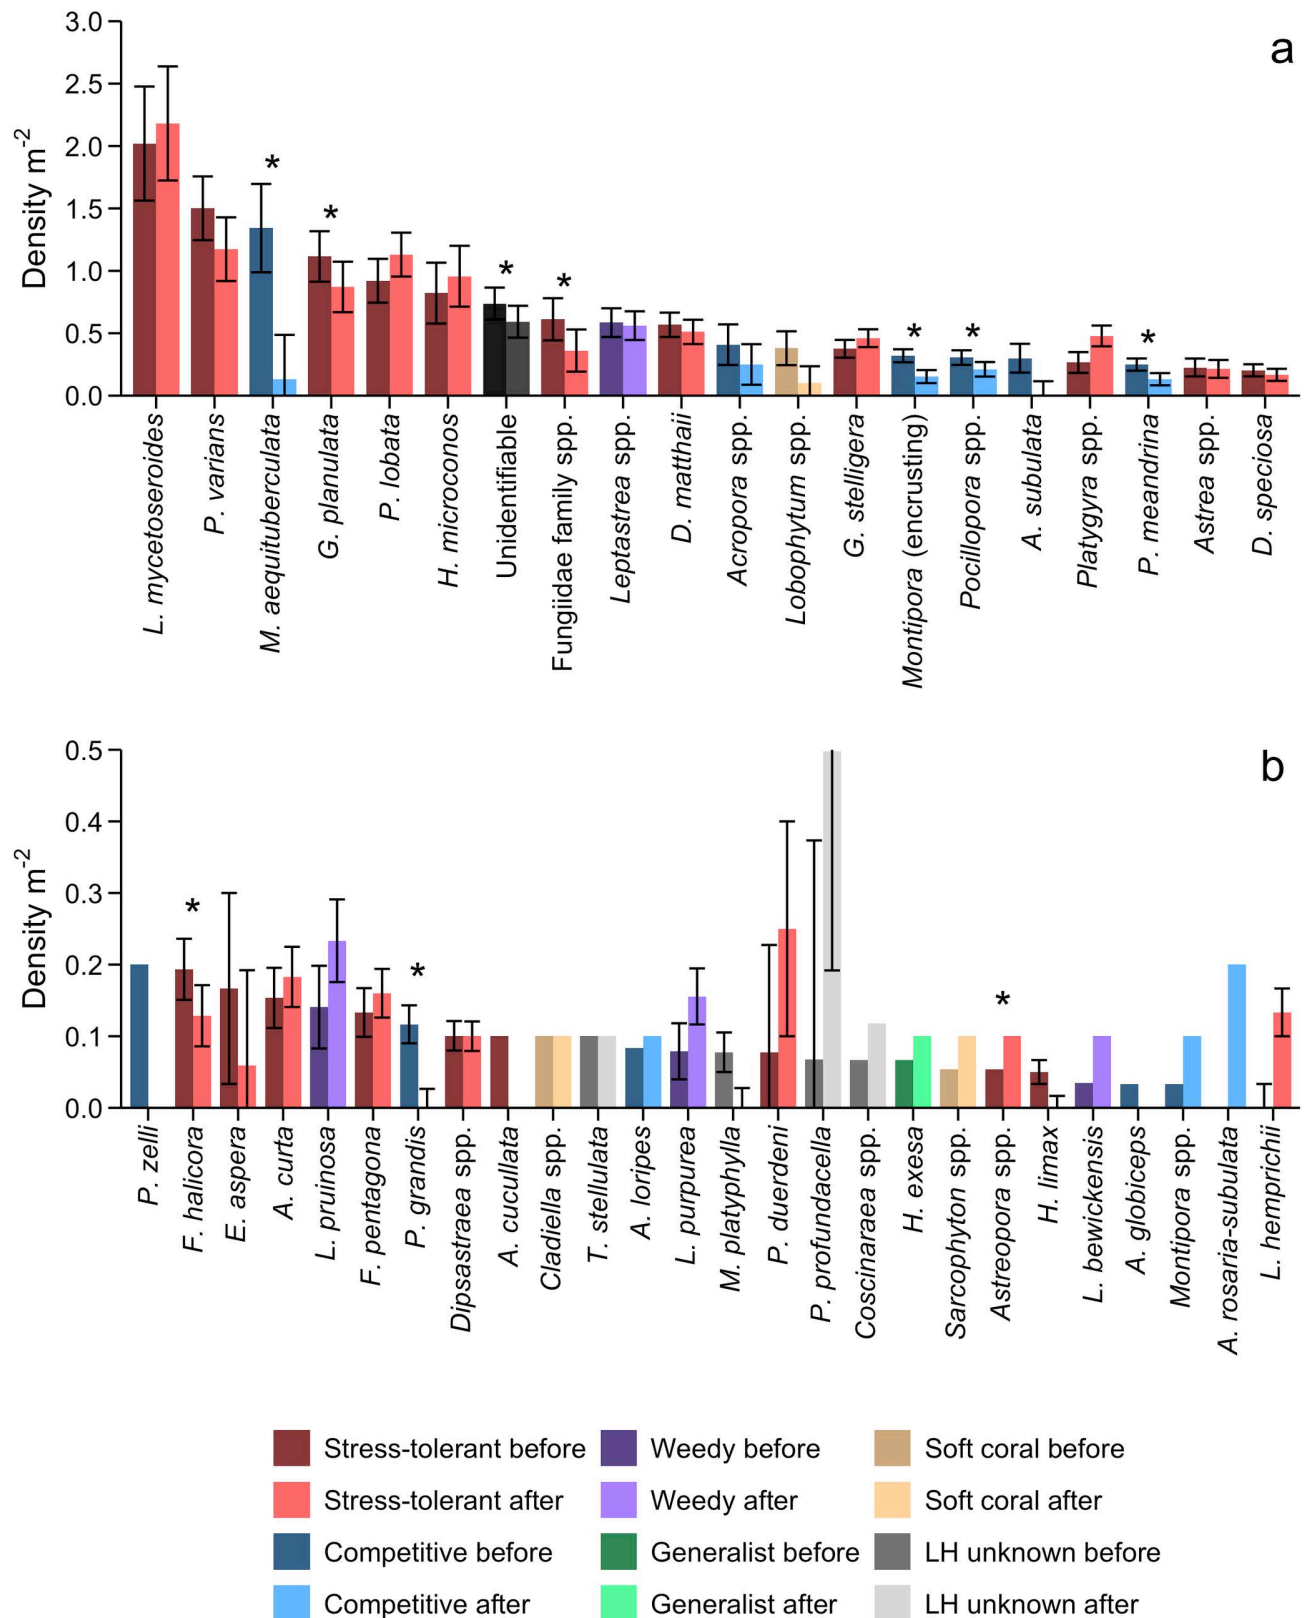 a
Density m-2
3.0
2.5
2.0
1.5
1.0
0.5
0.0
*
*
*
*
*
*
*
L. mycetoseroides
P. varians
M. aequituberculata
G. planulata
P. lobata
H. microconos
Unidentifiable
Fungiidae family spp.
Leptastrea spp.
D. matthaii
Acropora spp.
Lobophytum spp.
G. stelligera
Montipora (encrusting)
Pocillopora spp.
A. subulata
Platygyra spp.
P. meandrina
Astrea spp.
D. speciosa
b
Density m-2
0.5
0.4
0.3
0.2
0.1
0.0
*
*
*
P. zelli
F. halicora
E. aspera
A. curta
L. pruinosa
F. pentagona
P. grandis
Dipsastraea spp.
A. cucullata
Cladiella spp.
T. stellulata
A. loripes
L. purpurea
M. platyphylla
P. duerdeni
P. profundacella
Coscinaraea spp.
H. exesa
Sarcophyton spp.
Astreopora spp.
H. limax
L. bewickensis
A. globiceps
Montipora spp.
A. rosaria-subulata
L. hemprichii
Stress-tolerant before
Stress-tolerant after
Competitive before
Competitive after
Weedy before
Weedy after
Generalist before
Generalist after
Soft coral before
Soft coral after
LH unknown before
LH unknown after